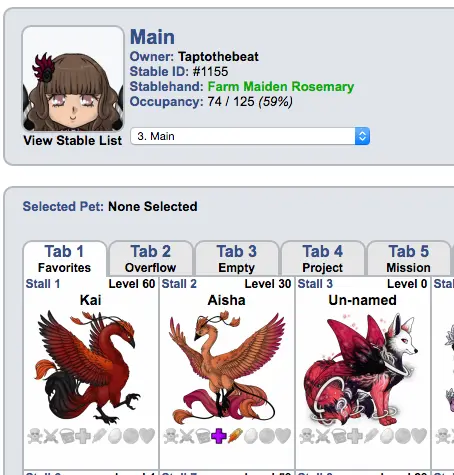 Main
Owner: Taptothebeat
Stable ID: #1155
Stablehand: Farm Maiden Rosemary
Occupancy: 74 / 125 (59%)
View Stable List
3. Main
Selected Pet: None Selected
Tab 1 Tab 2 Tab 3 Tab 4 Tab 5
Favorites Overflow Empty Project Mission
Stall 1 Level 60 Stall 2 Level 30 Stall 3 Level 0 Stal
Kai Aisha Un-named